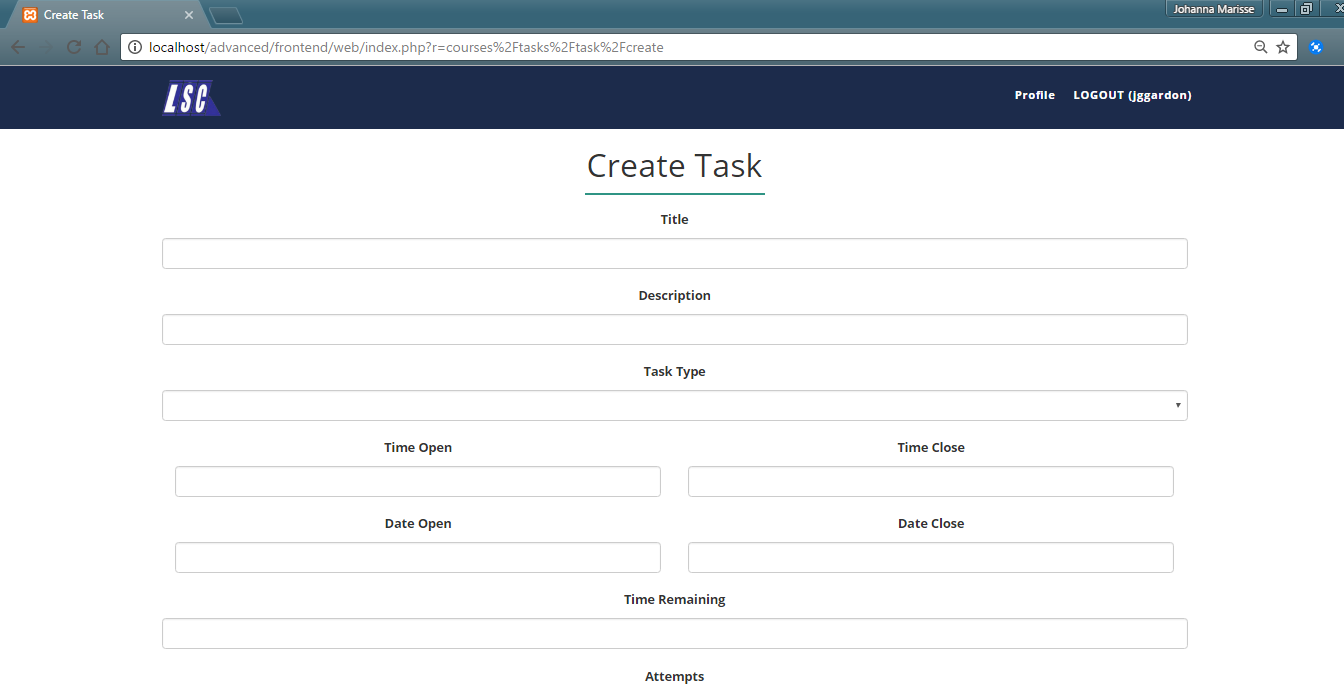 Create Task
Johanna Marisse
localhost/advanced/frontend/web/index.php?r=courses%2Ftasks%2Ftask%2Fcreate
LSC
Profile LOGOUT (jggardon)
Create Task
Title
Description
Task Type
Time Open Time Close
Date Open Date Close
Time Remaining
Attempts